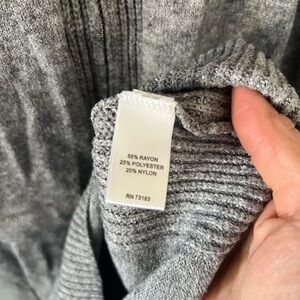 55% RAYON
25% POLYESTER
20% NYLON
RN 73163